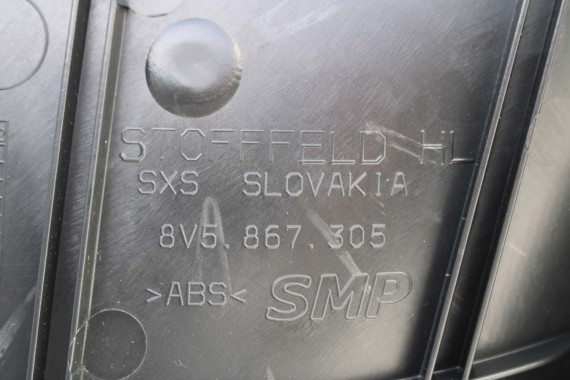 STOFFFELD HL
SXS SLOVAKIA
8V5.867.305
>ABS< SMP